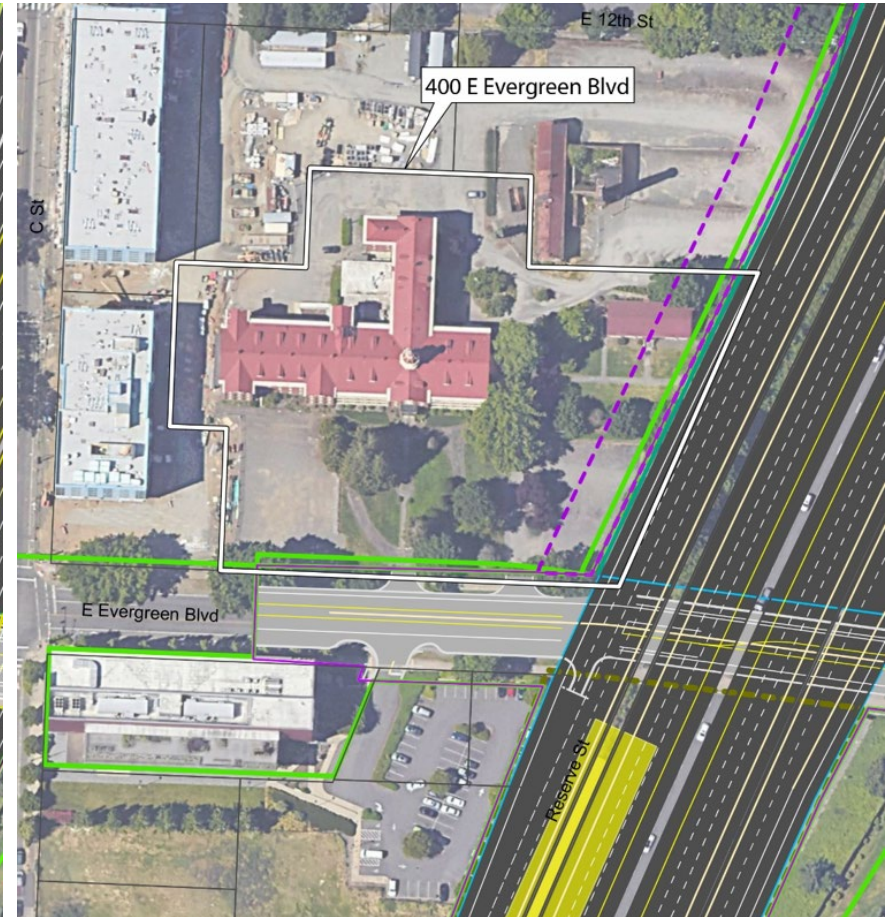 E 12th St
400 E Evergreen Blvd
C St
E Evergreen Blvd
Reserve St